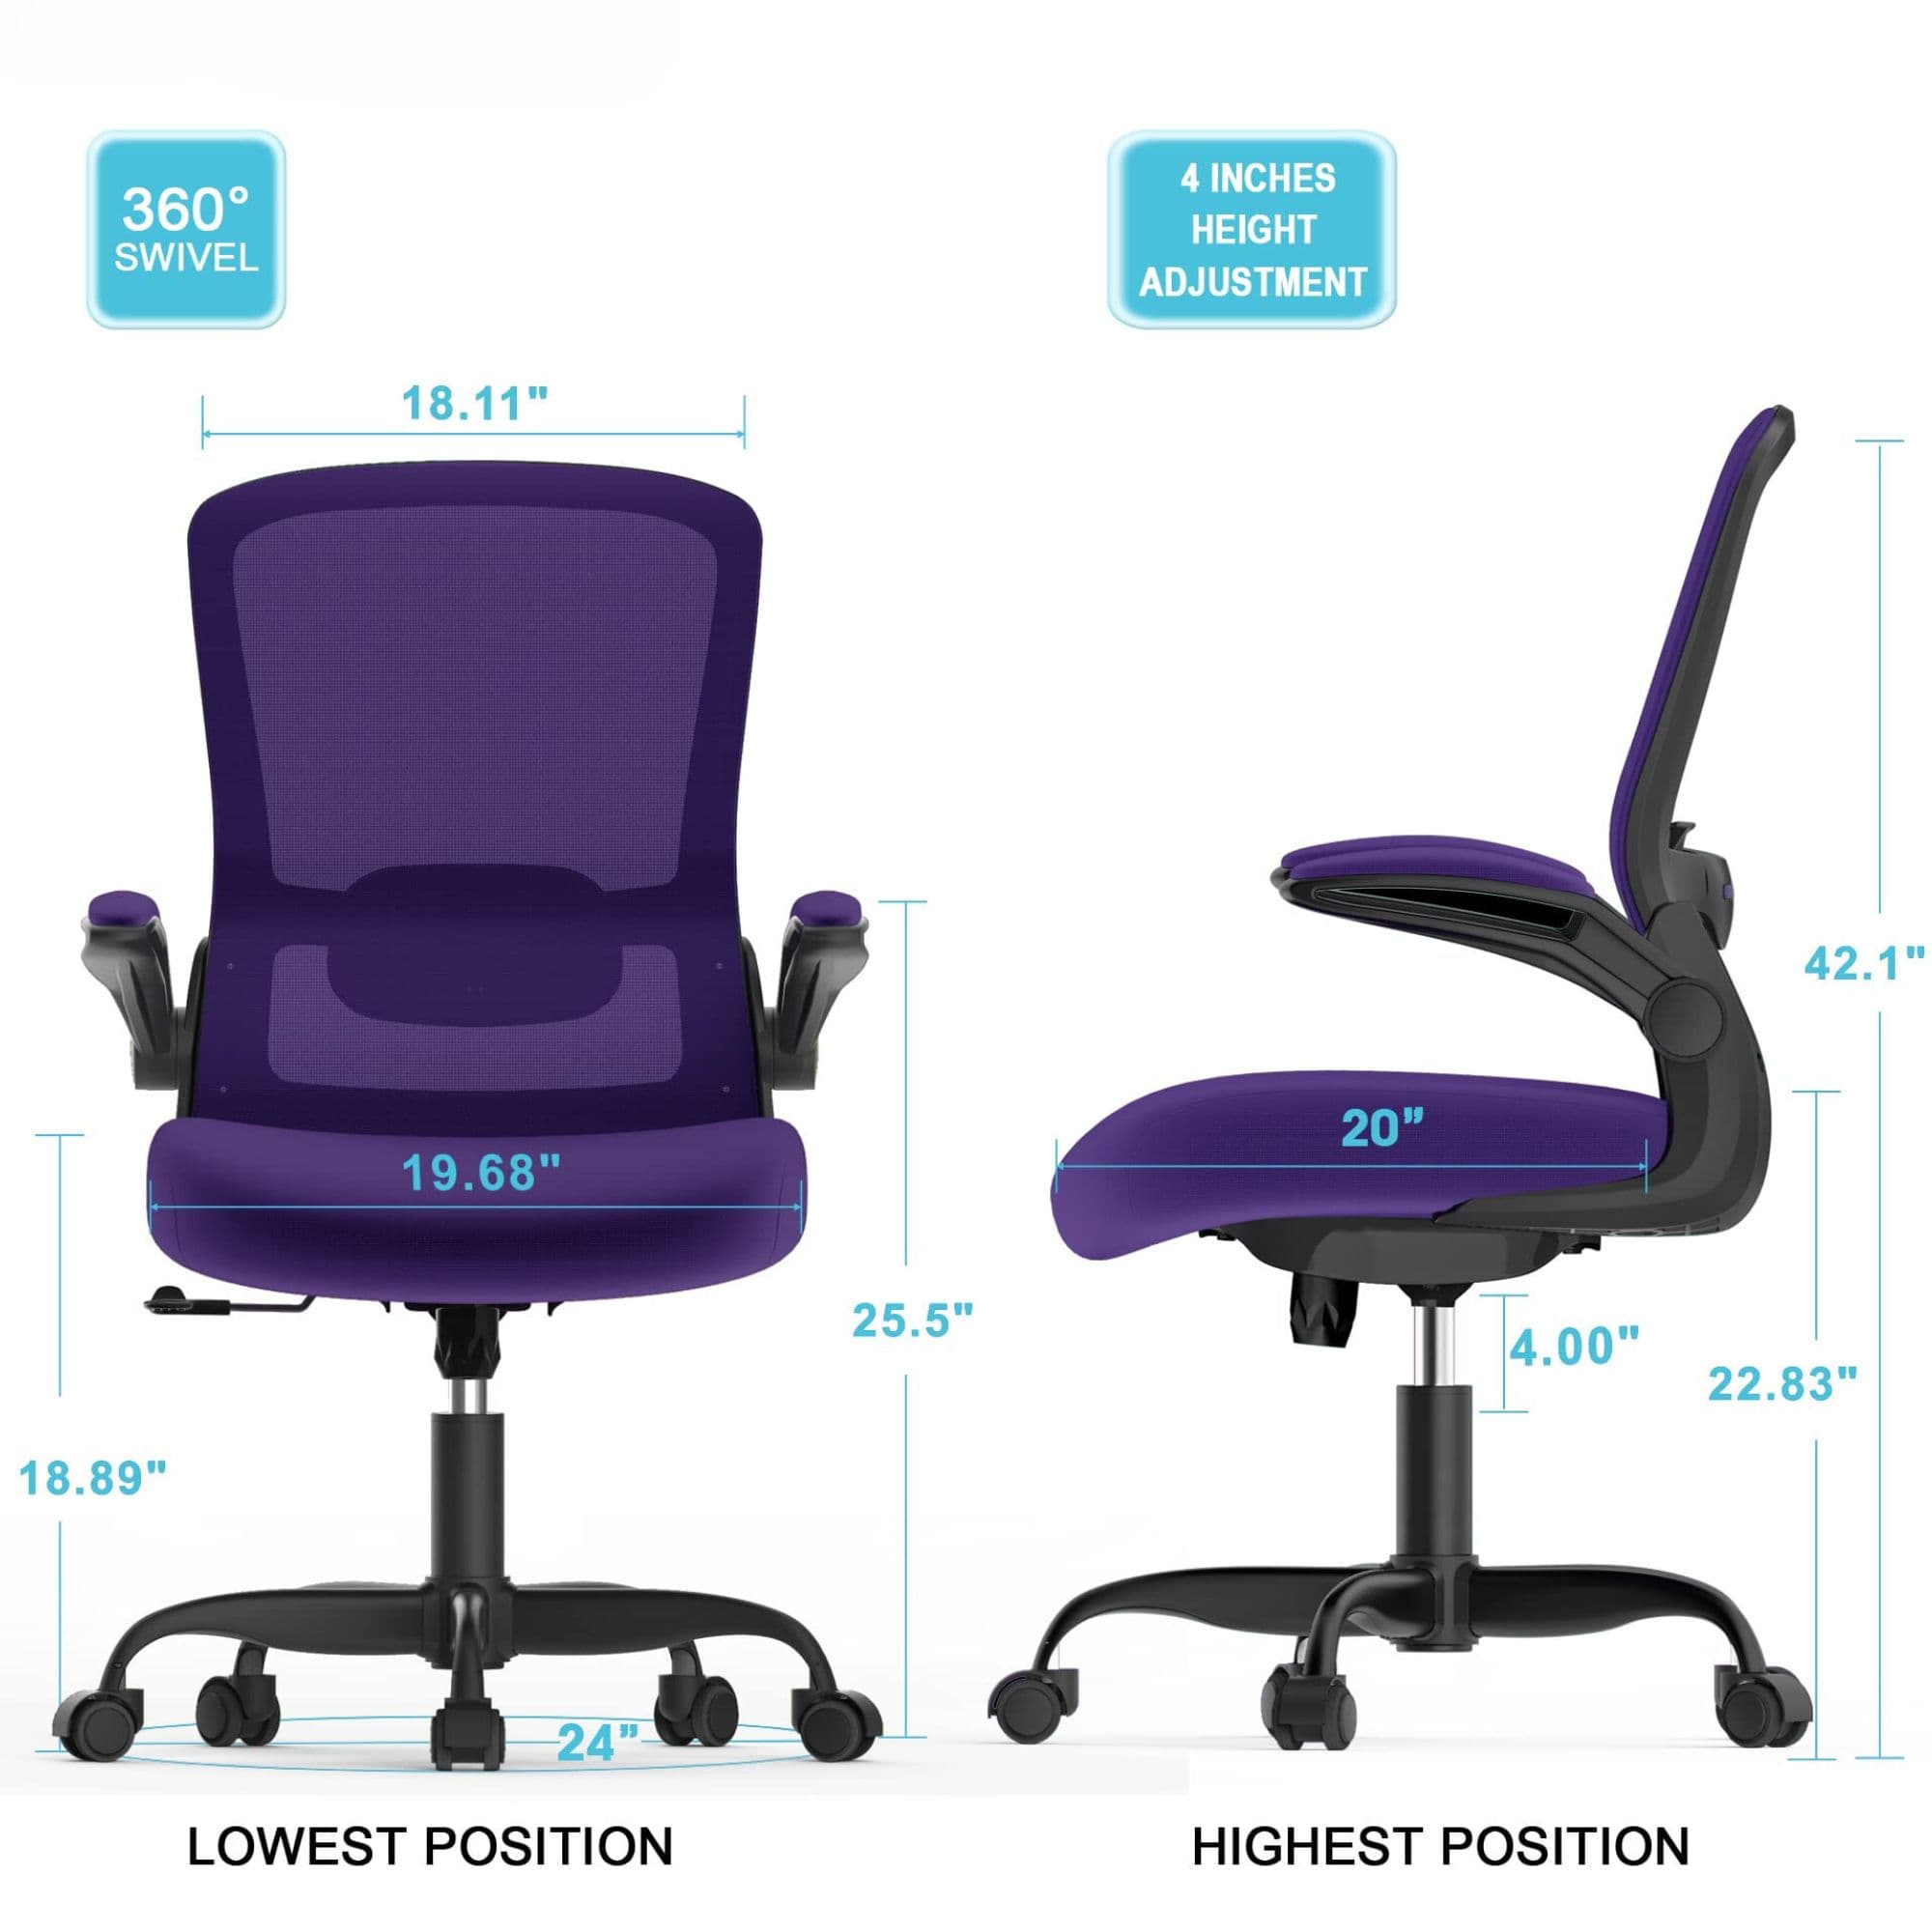 360°
SWIVEL
4 INCHES
HEIGHT
ADJUSTMENT
18.11"
42.1"
20”
19.68"
25.5"
4.00"
22.83"
18.89"
24”
LOWEST POSITION
HIGHEST POSITION